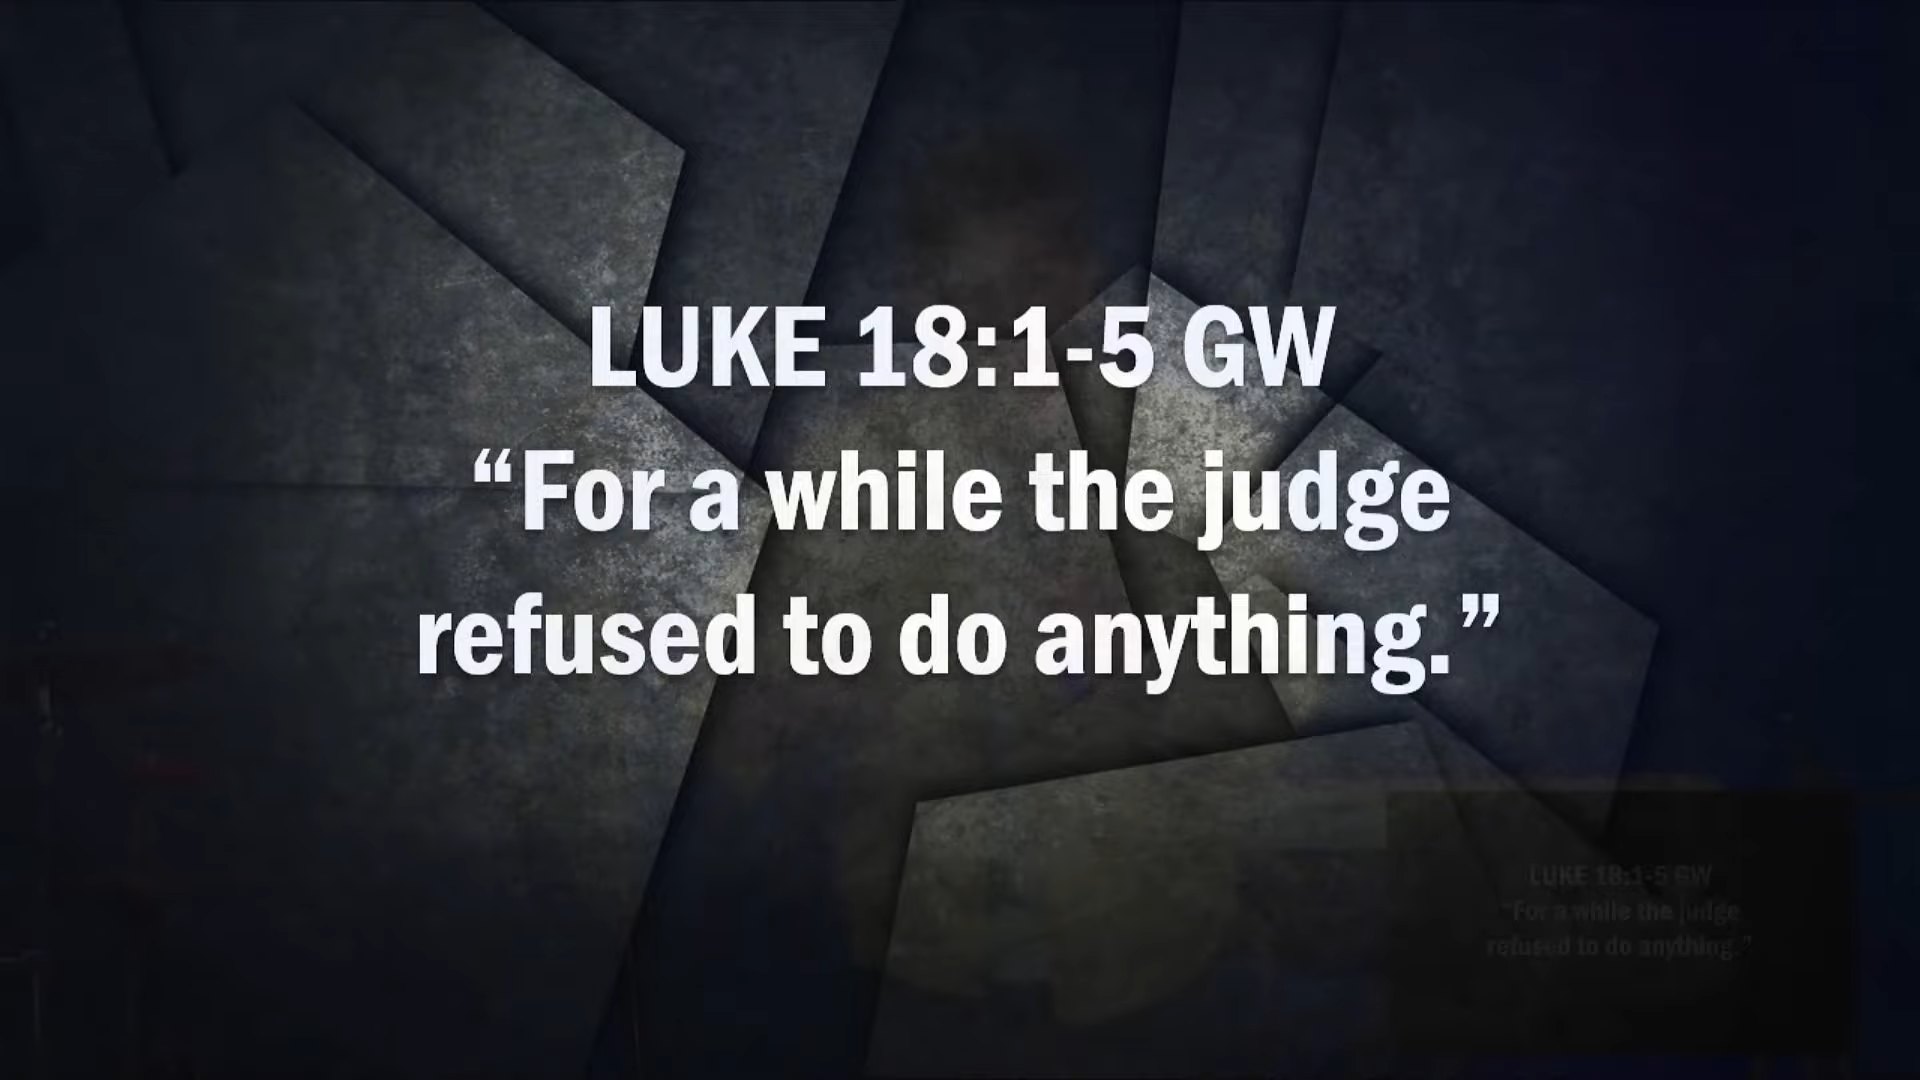 LUKE 18:1-5 GW
“For a while the judge
refused to do anything.”
LUKE 18:1-5 GW
“For a while the judge
refused to do anything.”